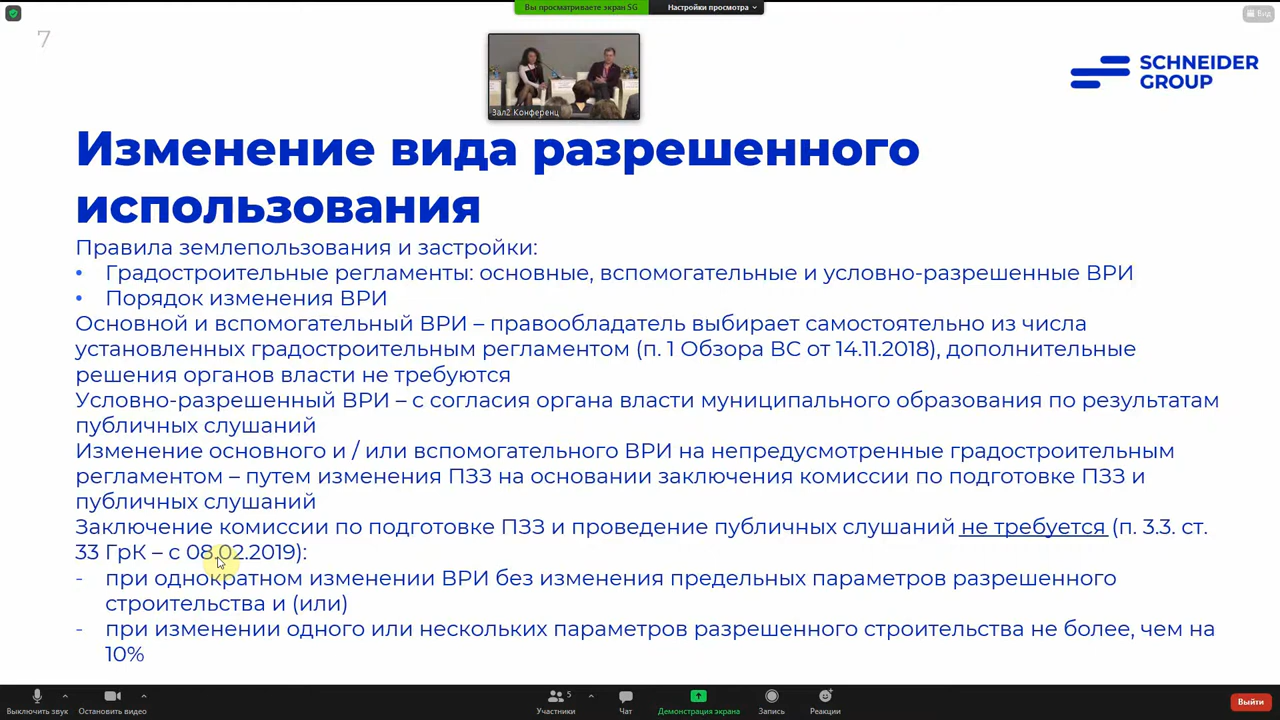 Вы просматриваете экран SG
Настройки просмотра
Вид
7
SCHNEIDER
GROUP
Зал2 Конференц
Изменение вида разрешенного
использования
Правила землепользования и застройки:
• Градостроительные регламенты: основные, вспомогательные и условно-разрешенные ВРИ
• Порядок изменения ВРИ
Основной и вспомогательный ВРИ – правообладатель выбирает самостоятельно из числа
установленных градостроительным регламентом (п. 1 Обзора ВС от 14.11.2018), дополнительные
решения органов власти не требуются
Условно-разрешенный ВРИ – с согласия органа власти муниципального образования по результатам
публичных слушаний
Изменение основного и / или вспомогательного ВРИ на непредусмотренные градостроительным
регламентом – путем изменения ПЗЗ на основании заключения комиссии по подготовке ПЗЗ и
публичных слушаний
Заключение комиссии по подготовке ПЗЗ и проведение публичных слушаний не требуется (п. 3.3. ст.
33 ГрК – с 08.02.2019):
- при однократном изменении ВРИ без изменения предельных параметров разрешенного
строительства и (или)
- при изменении одного или нескольких параметров разрешенного строительства не более, чем на
10%
Выключить звук
Остановить видео
5
Участники
Чат
Демонстрация экрана
Запись
Реакции
Выйти